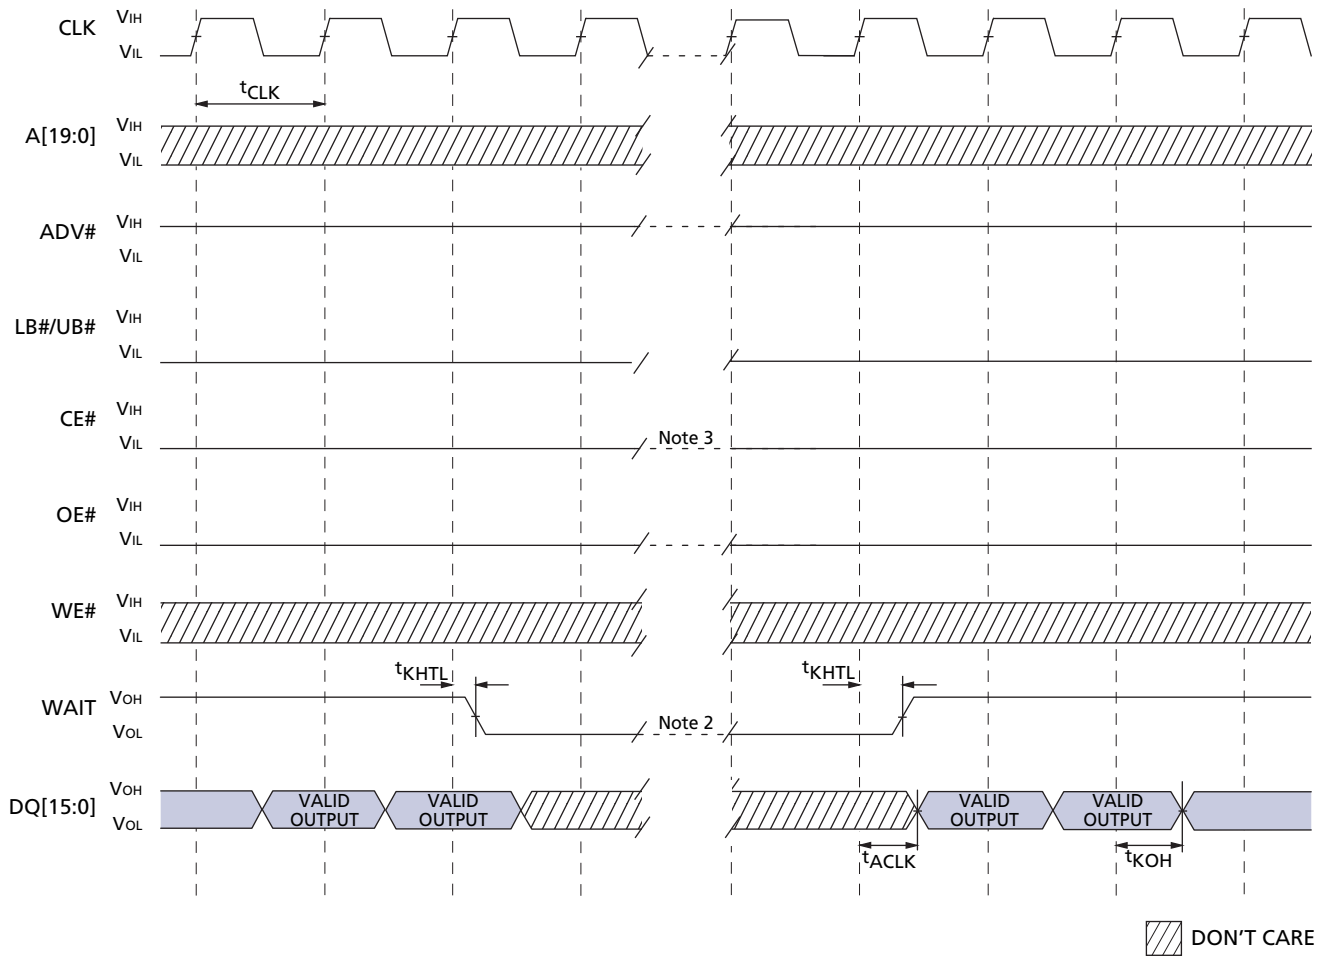 CLK VIH
VIL
tCLK
A[19:0] VIH
VIL
ADV# VIH
VIL
LB#/UB# VIH
VIL
CE# VIH
VIL
Note 3
OE# VIH
VIL
WE# VIH
VIL
tKHTL tKHTL
WAIT VOH
VOL
Note 2
DQ[15:0] VOH
VOL
VALID OUTPUT
VALID OUTPUT
VALID OUTPUT
VALID OUTPUT
tACLK tKOH
DON'T CARE